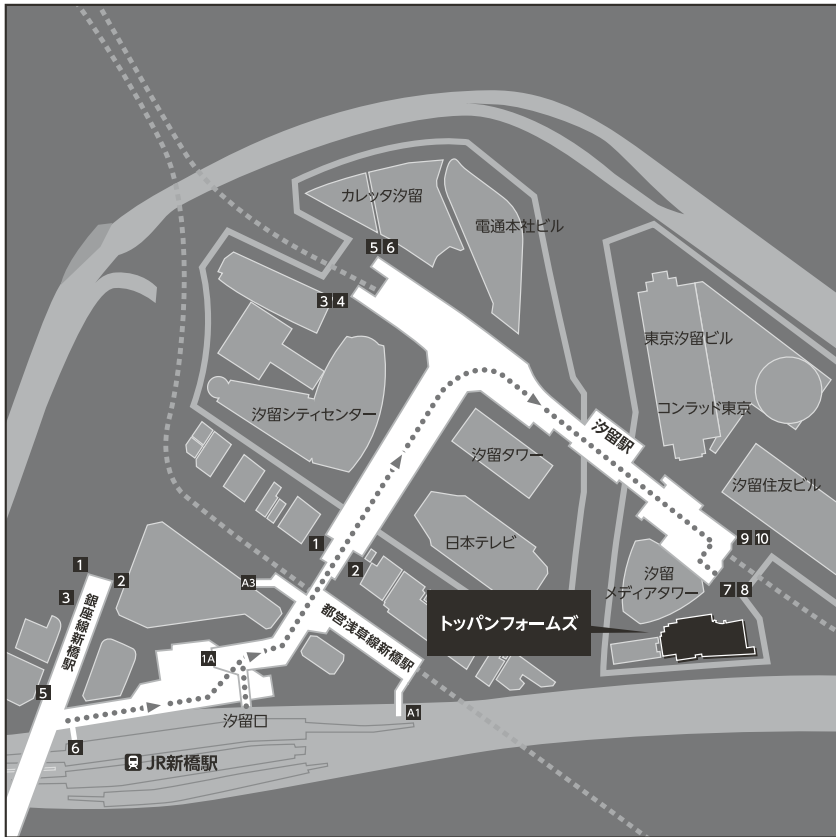 カレッタ汐留
電通本社ビル
5 6
3 4
東京汐留ビル
コンラッド東京
汐留シティセンター
汐留駅
汐留タワー
汐留住友ビル
日本テレビ
9 10
1
2
汐留
メディアタワー
7 8
1
2
3
A3
銀座線新橋駅
都営浅草線新橋駅
トッパンフォームズ
1A
5
汐留口
A1
6
JR新橋駅